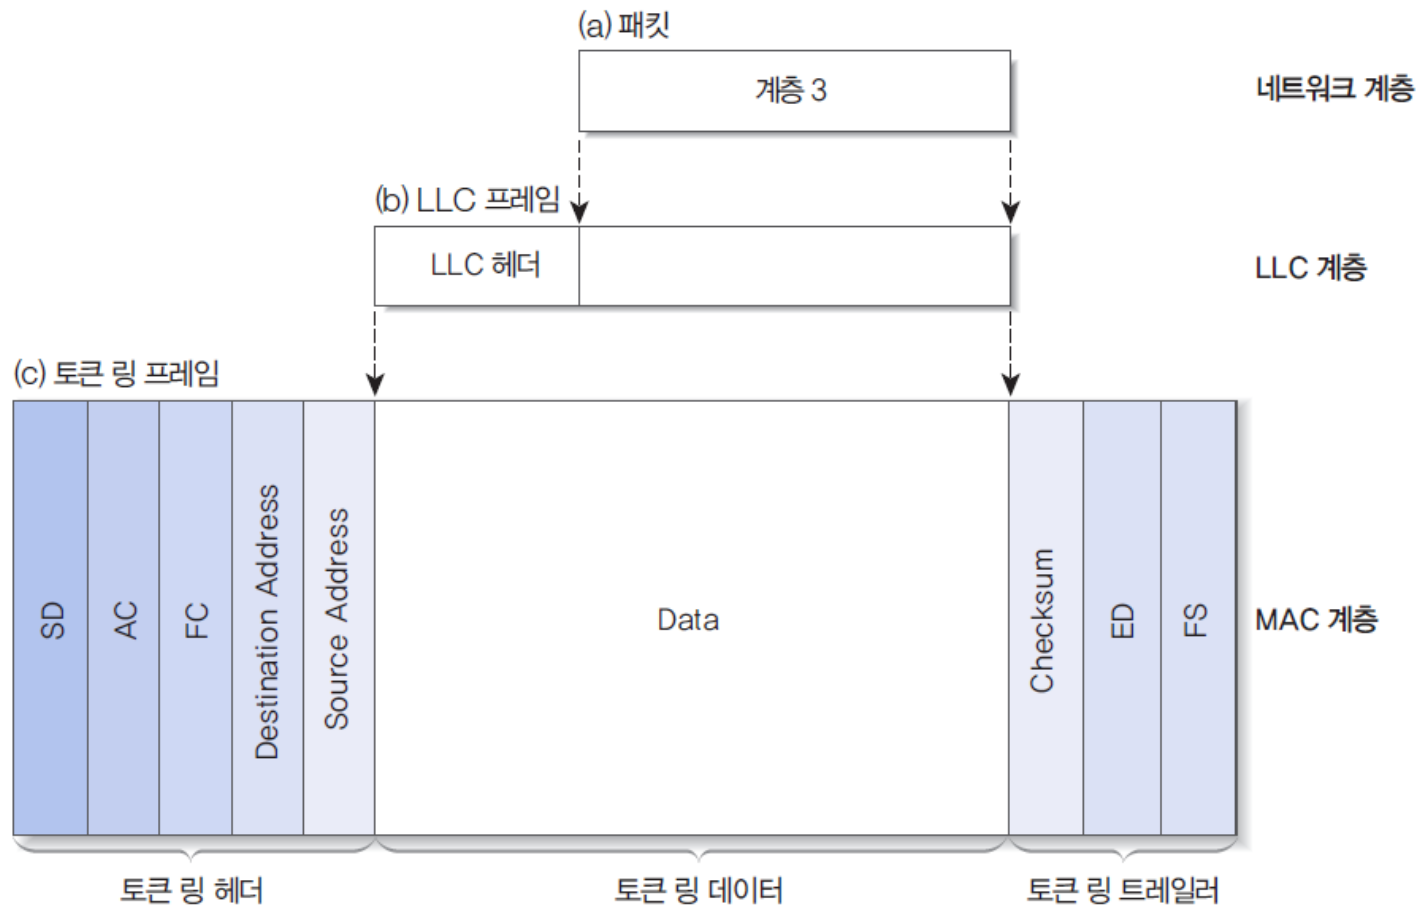 (a) 패킷
계층 3
네트워크 계층
(b) LLC 프레임
LLC 헤더
LLC 계층
(c) 토큰 링 프레임
SD
AC
FC
Destination Address
Source Address
Data
Checksum
ED
FS
MAC 계층
토큰 링 헤더
토큰 링 데이터
토큰 링 트레일러